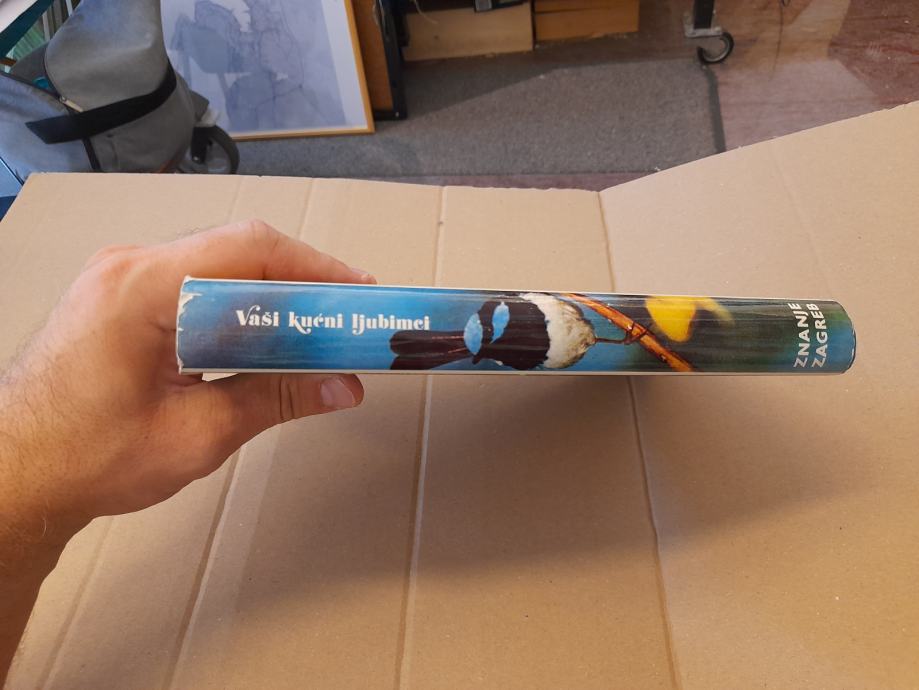 Vaši kućni ljubimci
ZNANJE
ZAGREB